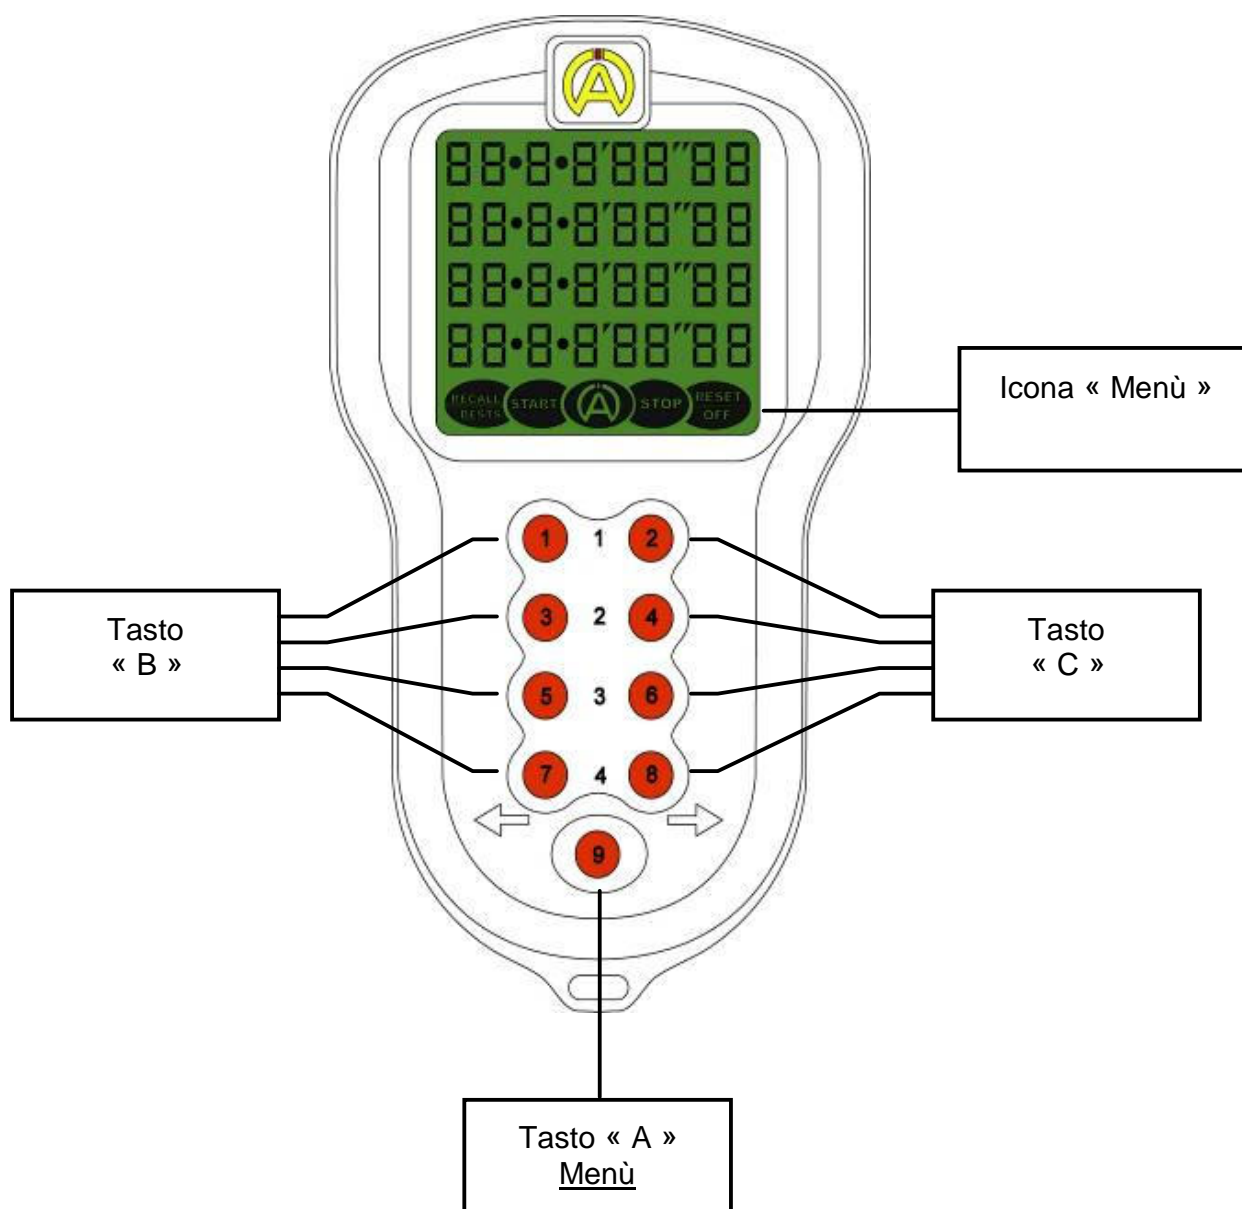 A
88•8•8'88"88
88•8•8'88"88
88•8•8'88"88
88•8•8'88"88
RECALL BESTS START A STOP RESET OFF
Icona « Menù »
1 1 2
3 2 4
5 3 6
7 4 8
9
Tasto
« B »
Tasto
« C »
Tasto « A »
Menù